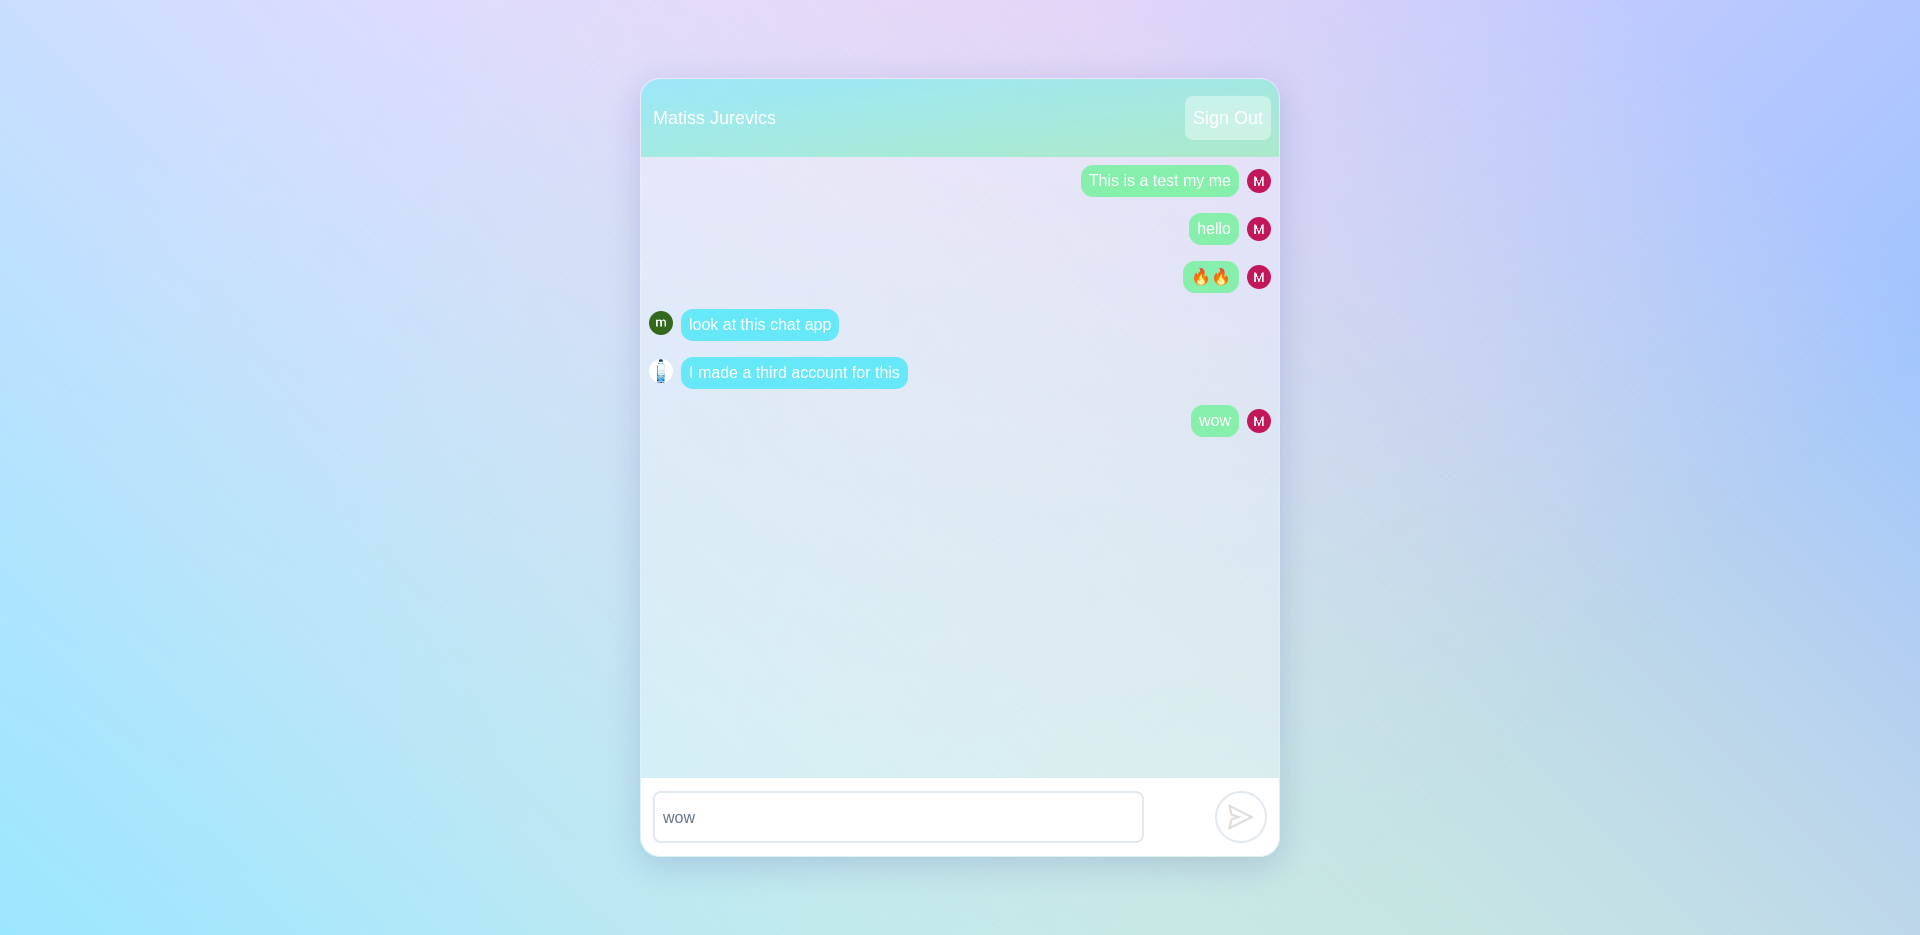 Matiss Jurevics
Sign Out
This is a test my me
M
hello
M
🔥🔥
M
m
look at this chat app
I made a third account for this
wow
M
wow